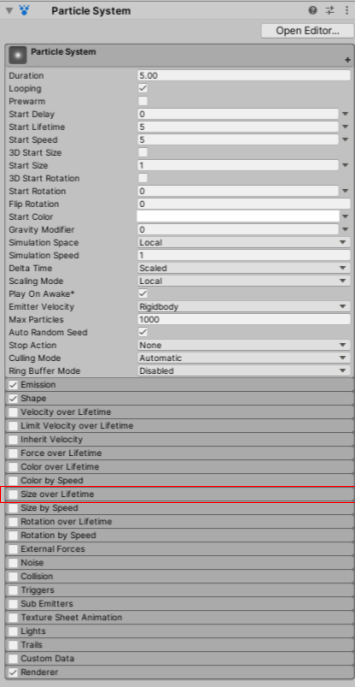 Particle System
Open Editor...
Particle System
Duration 5.00
Looping
Prewarm
Start Delay 0
Start Lifetime 5
Start Speed 5
3D Start Size
Start Size 1
3D Start Rotation
Start Rotation 0
Flip Rotation 0
Start Color
Gravity Modifier 0
Simulation Space Local
Simulation Speed 1
Delta Time Scaled
Scaling Mode Local
Play On Awake*
Emitter Velocity Rigidbody
Max Particles 1000
Auto Random Seed
Stop Action None
Culling Mode Automatic
Ring Buffer Mode Disabled
Emission
Shape
Velocity over Lifetime
Limit Velocity over Lifetime
Inherit Velocity
Force over Lifetime
Color over Lifetime
Color by Speed
Size over Lifetime
Size by Speed
Rotation over Lifetime
Rotation by Speed
External Forces
Noise
Collision
Triggers
Sub Emitters
Texture Sheet Animation
Lights
Trails
Custom Data
Renderer